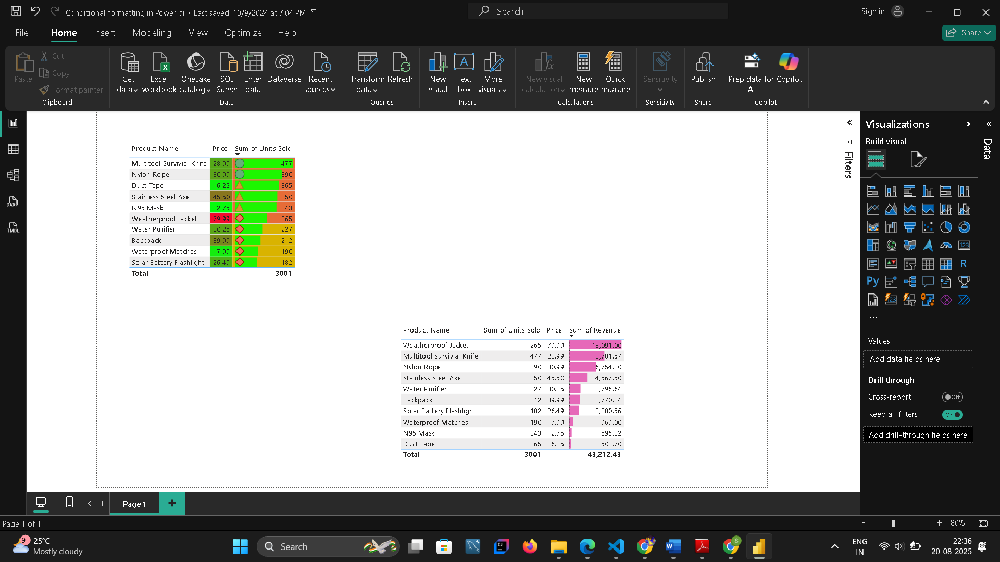 Conditional formatting in Power bi • Last saved: 10/9/2024 at 7:04 PM
Search
Sign in
File Home Insert Modeling View Optimize Help
Share
Paste
Cut
Copy
Format painter
Clipboard
Get data
Excel workbook
OneLake catalog
SQL Server
Enter data
Dataverse
Recent sources
Data
Transform data
Refresh
Queries
New visual
Text box
More visuals
Insert
New visual calculation
New measure
Quick measure
Calculations
Sensitivity
Sensitivity
Publish
Share
Prep data for AI
Copilot
Copilot
DAX
TMDL
Product Name Price Sum of Units Sold
Multitool Survivial Knife 28.99 477
Nylon Rope 30.99 390
Duct Tape 6.25 365
Stainless Steel Axe 45.50 350
N95 Mask 2.75 343
Weatherproof Jacket 79.99 265
Water Purifier 30.25 227
Backpack 39.99 212
Waterproof Matches 7.99 190
Solar Battery Flashlight 26.49 182
Total 3001
Product Name Sum of Units Sold Price Sum of Revenue
Weatherproof Jacket 265 79.99 13,091.00
Multitool Survivial Knife 477 28.99 8,781.57
Nylon Rope 390 30.99 6,754.80
Stainless Steel Axe 350 45.50 4,567.50
Water Purifier 227 30.25 2,796.64
Backpack 212 39.99 2,770.84
Solar Battery Flashlight 182 26.49 2,380.56
Waterproof Matches 190 7.99 969.00
N95 Mask 343 2.75 596.82
Duct Tape 365 6.25 503.70
Total 3001 43,212.43
Filters
Visualizations
Build visual
123
R
Py
123
...
Values
Add data fields here
Drill through
Cross-report Off
Keep all filters On
Add drill-through fields here
Data
Page 1
Page 1 of 1
- + 80%
9+
25°C
Mostly cloudy
Search
IJ
W
S
ENG
IN
22:36
20-08-2025